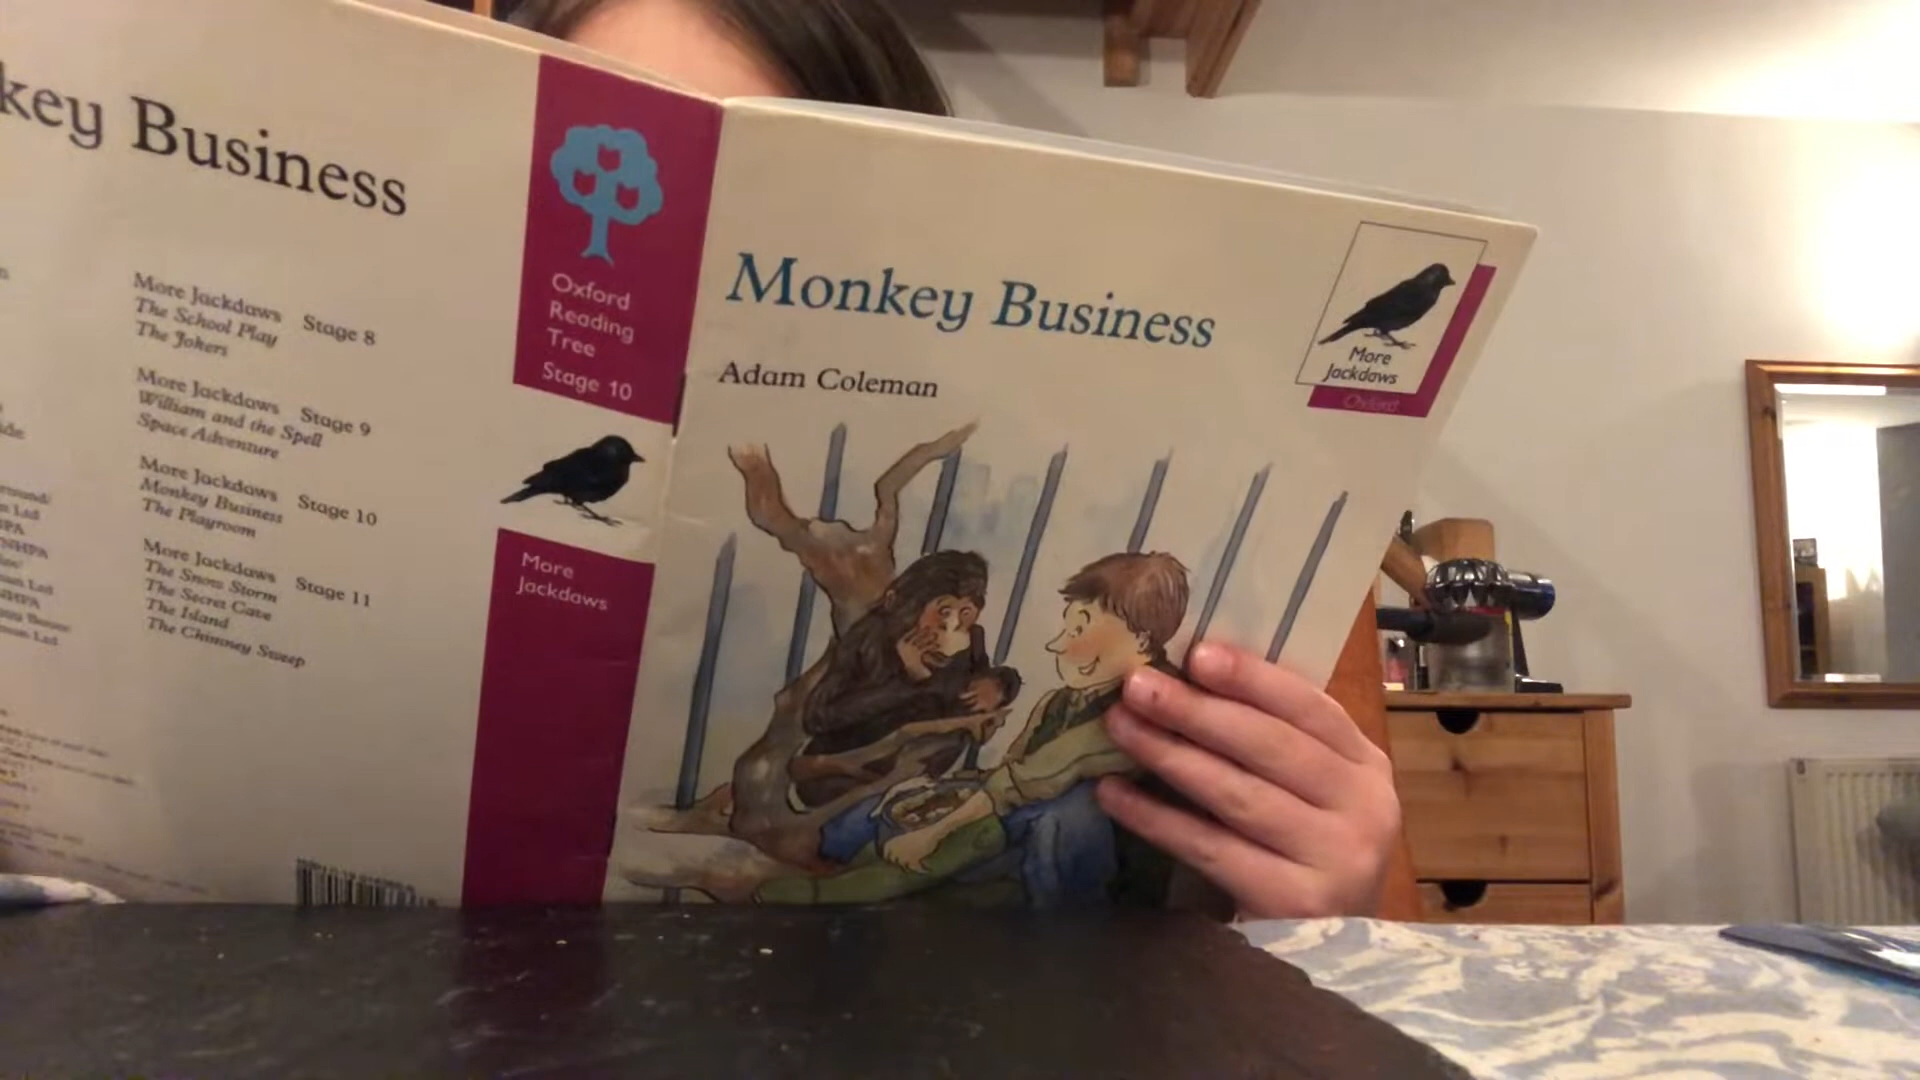 key Business
More Jackdaws Stage 8
The School Play
The Jokers
More Jackdaws Stage 9
William and the Spell
Space Adventure
More Jackdaws Stage 10
Monkey Business
The Playroom
More Jackdaws Stage 11
The Snow Storm
The Secret Cave
The Island
The Chimney Sweep
Oxford
Reading
Tree
Stage 10
More
Jackdaws
Monkey Business
Adam Coleman
More
Jackdaws
Oxford